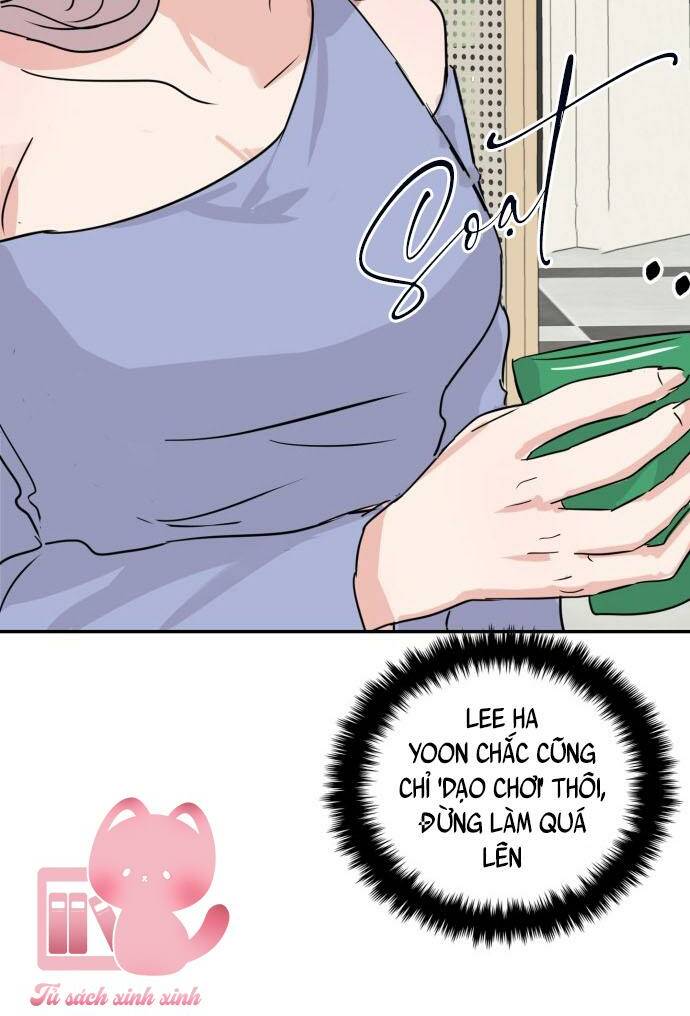 Soạt
LEE HA
YOON CHẮC CŨNG
CHỈ 'DẠO CHƠI' THÔI,
ĐỪNG LÀM QUÁ
LÊN
Tủ sách xinh xinh